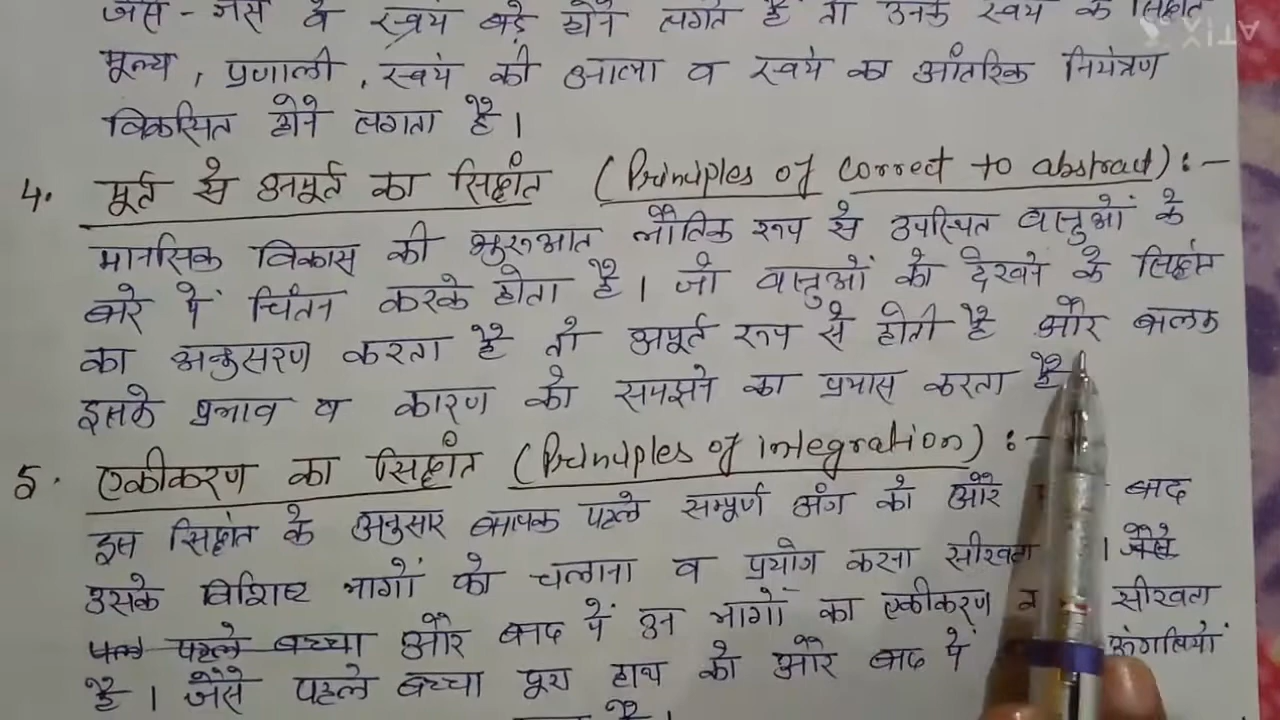 जैसे - जैसे वे स्वयं बड़े होने लगते है तो उनके स्वयं के सिद्धांत
मूल्य, प्रणाली, स्वयं की आत्मा व स्वयं का आंतरिक नियंत्रण
विकसित होने लगता है।
4. मूर्त से अमूर्त का सिद्धांत (Principles of correct to abstract) :-
मानसिक विकास की शुरुआत भौतिक रूप से उपस्थित वस्तुओं के
बारे में चिंतन करके होता है। जो वस्तुओं को देखने के सिद्धांत
का अनुसरण करता है तो अमूर्त रूप से होती है और बालक
इसके प्रभाव व कारण को समझने का प्रयास करता है
5. एकीकरण का सिद्धांत (Principles of integration) :-
इस सिद्धांत के अनुसार बालक पहले सम्पूर्ण अंग को और बाद
उसके विशिष्ट भागों को चलाना व प्रयोग करना सीखता । जैसे
पहले बच्चा और बाद में उन भागों का एकीकरण सीखता
है। जैसे पहले बच्चा पूरा हाथ को और बाद में उंगलियों
है।